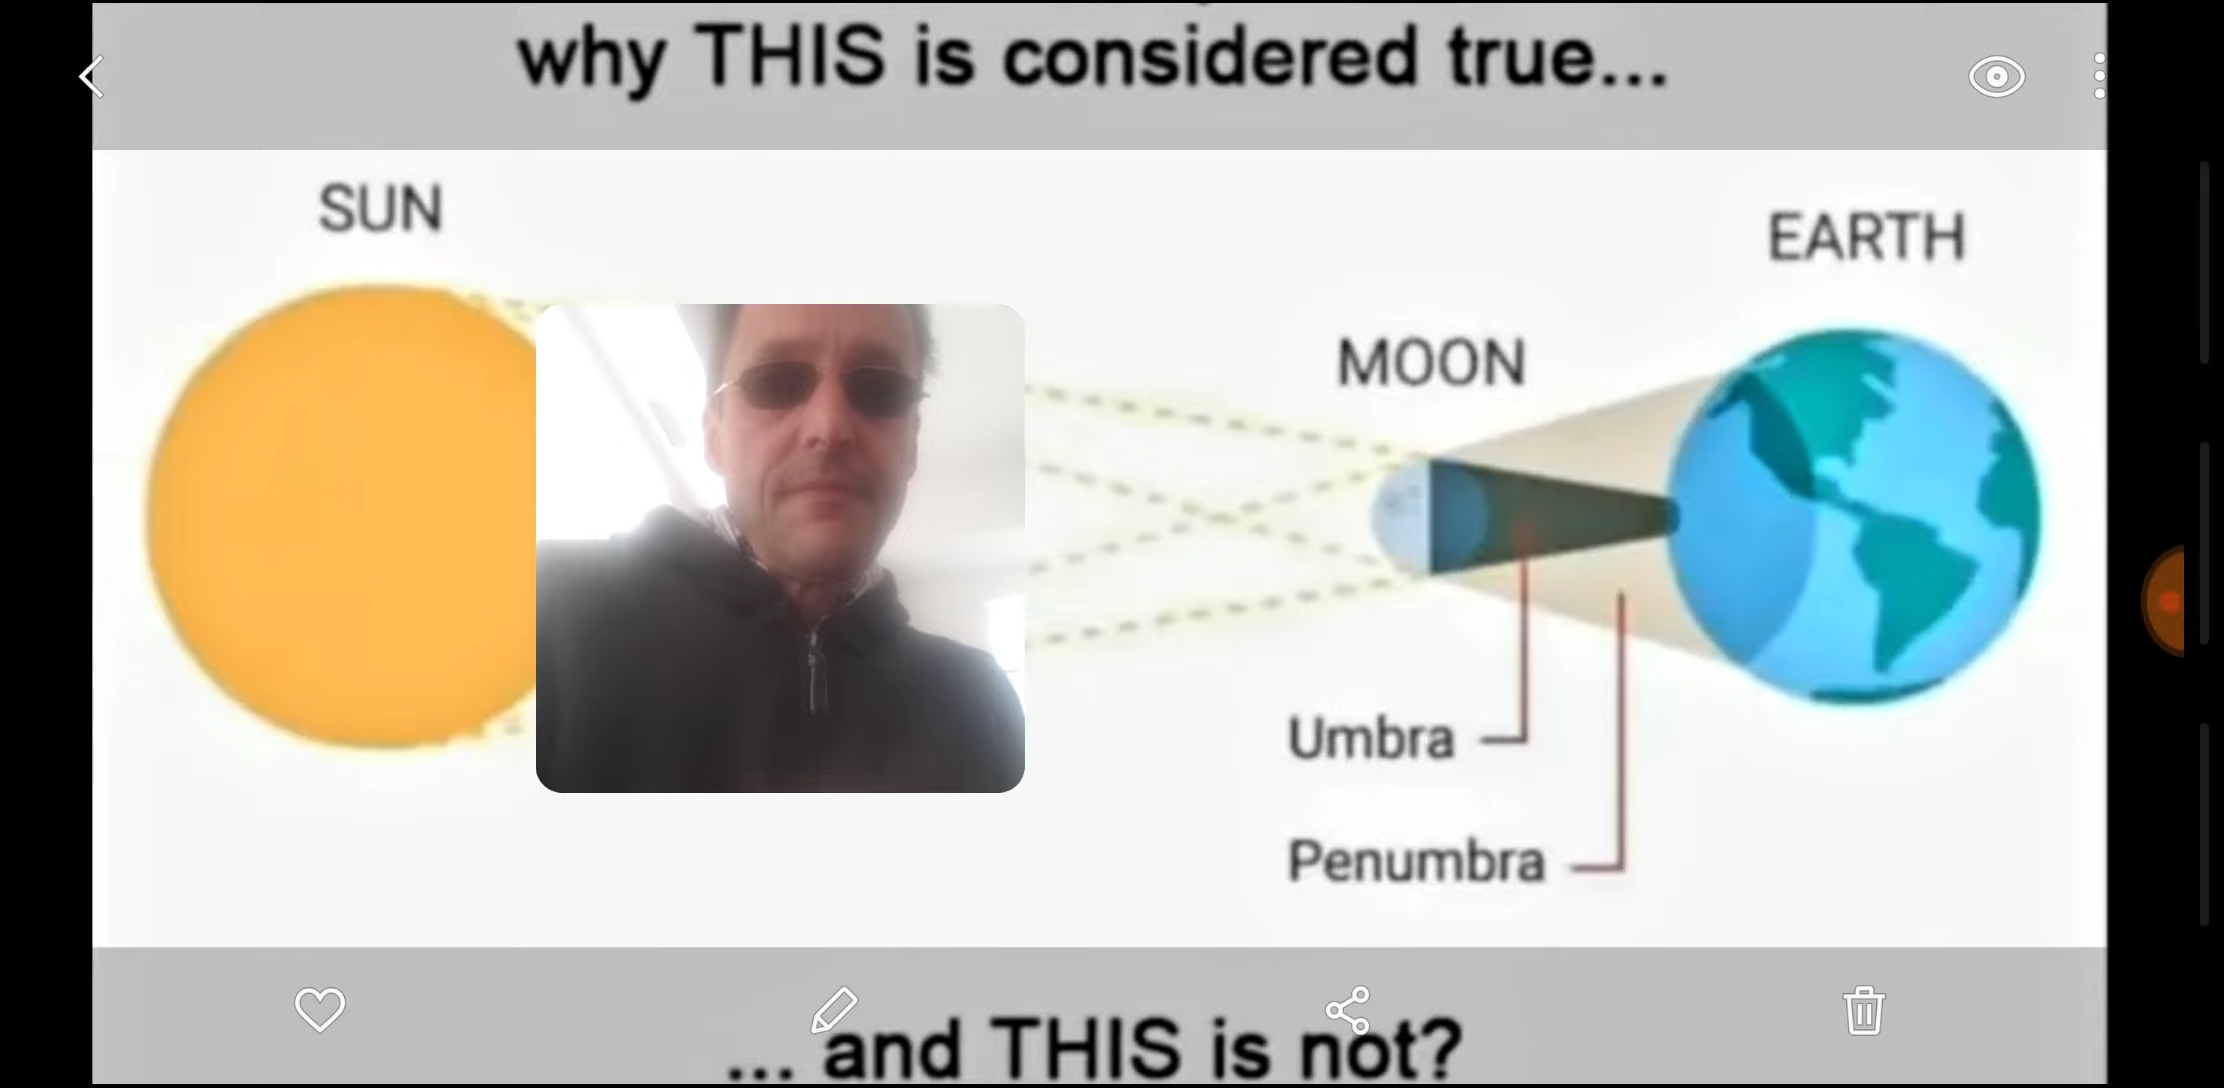 why THIS is considered true...
SUN
EARTH
MOON
Umbra
Penumbra
... and THIS is not?